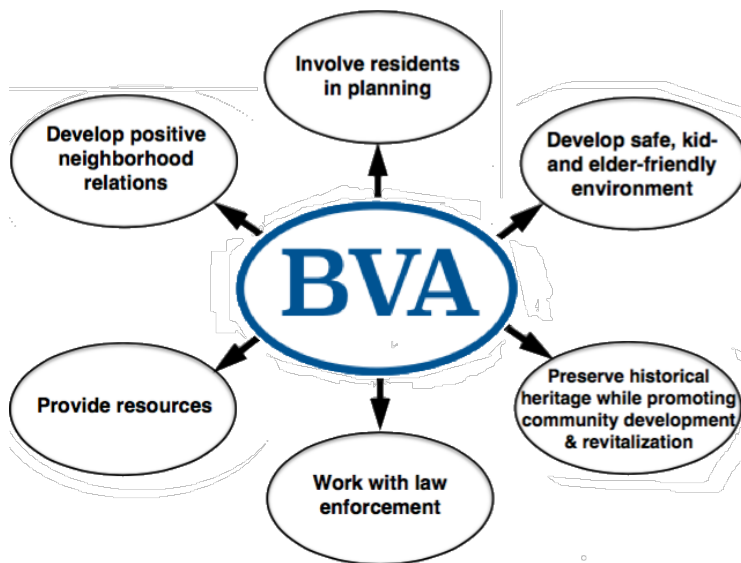 Involve residents
in planning
Develop positive
neighborhood
relations
Develop safe, kid-
and elder-friendly
environment
BVA
Provide resources
Preserve historical
heritage while promoting
community development
& revitalization
Work with law
enforcement